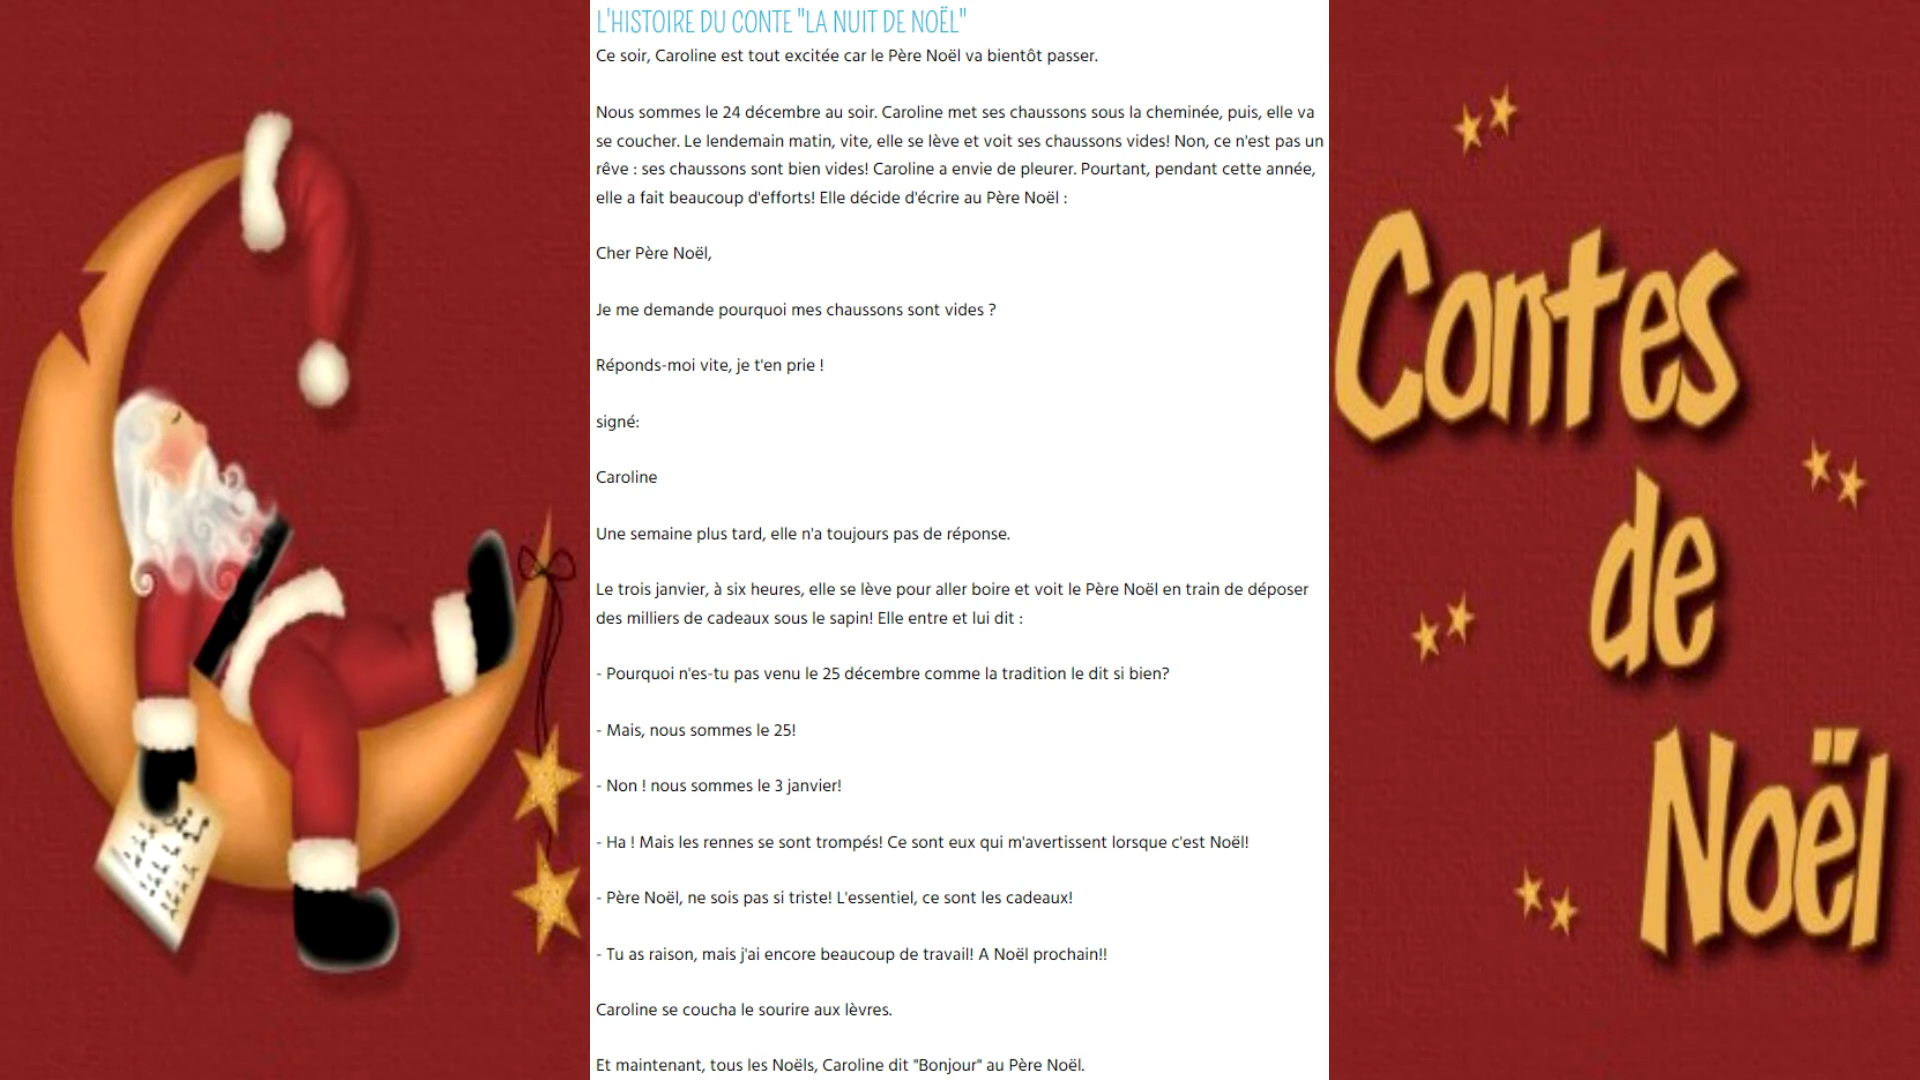 L'HISTOIRE DU CONTE "LA NUIT DE NOËL"
Ce soir, Caroline est tout excitée car le Père Noël va bientôt passer.
Nous sommes le 24 décembre au soir. Caroline met ses chaussons sous la cheminée, puis, elle va
se coucher. Le lendemain matin, vite, elle se lève et voit ses chaussons vides! Non, ce n'est pas un
rêve : ses chaussons sont bien vides! Caroline a envie de pleurer. Pourtant, pendant cette année,
elle a fait beaucoup d'efforts! Elle décide d'écrire au Père Noël :
Cher Père Noël,
Je me demande pourquoi mes chaussons sont vides ?
Réponds-moi vite, je t'en prie !
signé:
Caroline
Une semaine plus tard, elle n'a toujours pas de réponse.
Le trois janvier, à six heures, elle se lève pour aller boire et voit le Père Noël en train de déposer
des milliers de cadeaux sous le sapin! Elle entre et lui dit :
- Pourquoi n'es-tu pas venu le 25 décembre comme la tradition le dit si bien?
- Mais, nous sommes le 25!
- Non ! nous sommes le 3 janvier!
- Ha ! Mais les rennes se sont trompés! Ce sont eux qui m'avertissent lorsque c'est Noël!
- Père Noël, ne sois pas si triste! L'essentiel, ce sont les cadeaux!
- Tu as raison, mais j'ai encore beaucoup de travail! A Noël prochain!!
Caroline se coucha le sourire aux lèvres.
Et maintenant, tous les Noëls, Caroline dit "Bonjour" au Père Noël.
Contes
de
Noël